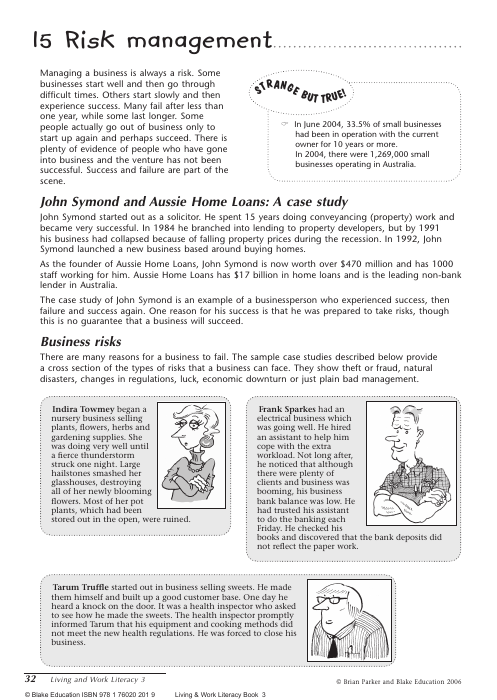 15 Risk management
Managing a business is always a risk. Some
businesses start well and then go through
difficult times. Others start slowly and then
experience success. Many fail after less than
one year, while some last longer. Some
people actually go out of business only to
start up again and perhaps succeed. There is
plenty of evidence of people who have gone
into business and the venture has not been
successful. Success and failure are part of the
scene.
STRANGE BUT TRUE!
☞ In June 2004, 33.5% of small businesses
had been in operation with the current
owner for 10 years or more.
In 2004, there were 1,269,000 small
businesses operating in Australia.
John Symond and Aussie Home Loans: A case study
John Symond started out as a solicitor. He spent 15 years doing conveyancing (property) work and
became very successful. In 1984 he branched into lending to property developers, but by 1991
his business had collapsed because of falling property prices during the recession. In 1992, John
Symond launched a new business based around buying homes.
As the founder of Aussie Home Loans, John Symond is now worth over $470 million and has 1000
staff working for him. Aussie Home Loans has $17 billion in home loans and is the leading non-bank
lender in Australia.
The case study of John Symond is an example of a businessperson who experienced success, then
failure and success again. One reason for his success is that he was prepared to take risks, though
this is no guarantee that a business will succeed.
Business risks
There are many reasons for a business to fail. The sample case studies described below provide
a cross section of the types of risks that a business can face. They show theft or fraud, natural
disasters, changes in regulations, luck, economic downturn or just plain bad management.
Indira Towmey began a
nursery business selling
plants, flowers, herbs and
gardening supplies. She
was doing very well until
a fierce thunderstorm
struck one night. Large
hailstones smashed her
glasshouses, destroying
all of her newly blooming
flowers. Most of her pot
plants, which had been
stored out in the open, were ruined.
Frank Sparkes had an
electrical business which
was going well. He hired
an assistant to help him
cope with the extra
workload. Not long after,
he noticed that although
there were plenty of
clients and business was
booming, his business
bank balance was low. He
had trusted his assistant
to do the banking each
Friday. He checked his
books and discovered that the bank deposits did
not reflect the paper work.
Tarum Truffle started out in business selling sweets. He made
them himself and built up a good customer base. One day he
heard a knock on the door. It was a health inspector who asked
to see how he made the sweets. The health inspector promptly
informed Tarum that his equipment and cooking methods did
not meet the new health regulations. He was forced to close his
business.
32 Living and Work Literacy 3
© Brian Parker and Blake Education 2006
© Blake Education ISBN 978 1 76020 201 9 Living & Work Literacy Book 3